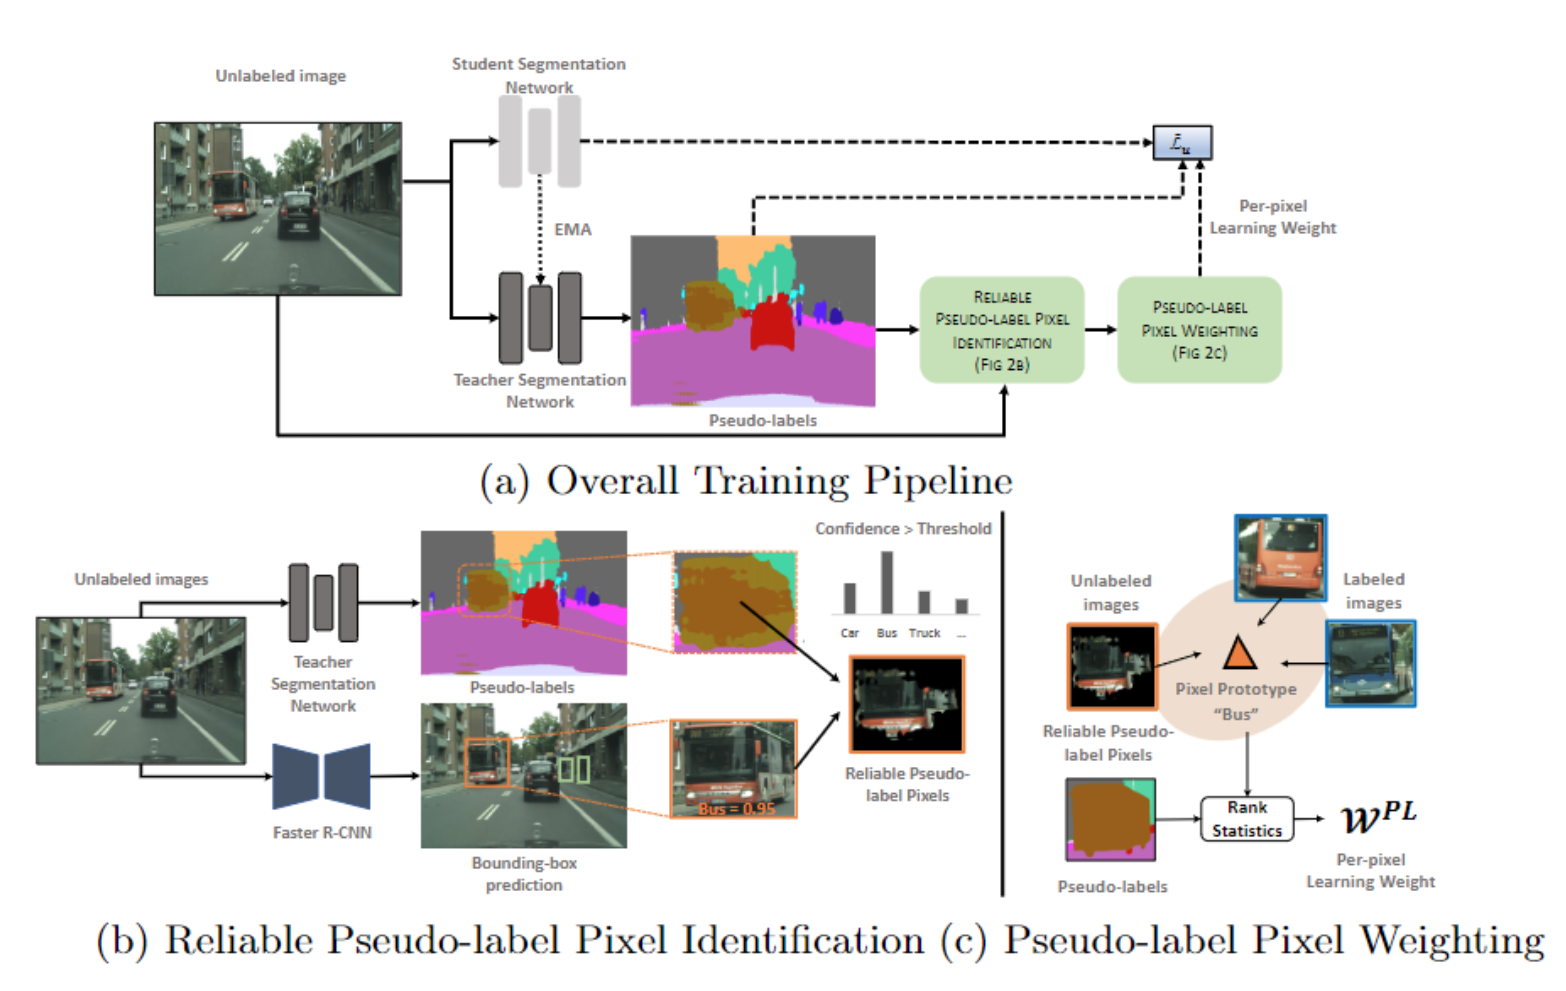 Unlabeled image
Student Segmentation
Network
EMA
Teacher Segmentation
Network
Pseudo-labels
RELIABLE
PSEUDO-LABEL PIXEL
IDENTIFICATION
(FIG 2B)
PSEUDO-LABEL
PIXEL WEIGHTING
(FIG 2C)
Per-pixel
Learning Weight
ℒ̃ᵤ
(a) Overall Training Pipeline
Unlabeled images
Teacher
Segmentation
Network
Faster R-CNN
Pseudo-labels
Bounding-box
prediction
Bus = 0.95
Confidence > Threshold
Car Bus Truck ...
Reliable Pseudo-
label Pixels
(b) Reliable Pseudo-label Pixel Identification
Unlabeled
images
Labeled
images
Pixel Prototype
“Bus”
Reliable Pseudo-
label Pixels
Pseudo-labels
Rank
Statistics
𝒲ᴾᴸ
Per-pixel
Learning Weight
(c) Pseudo-label Pixel Weighting